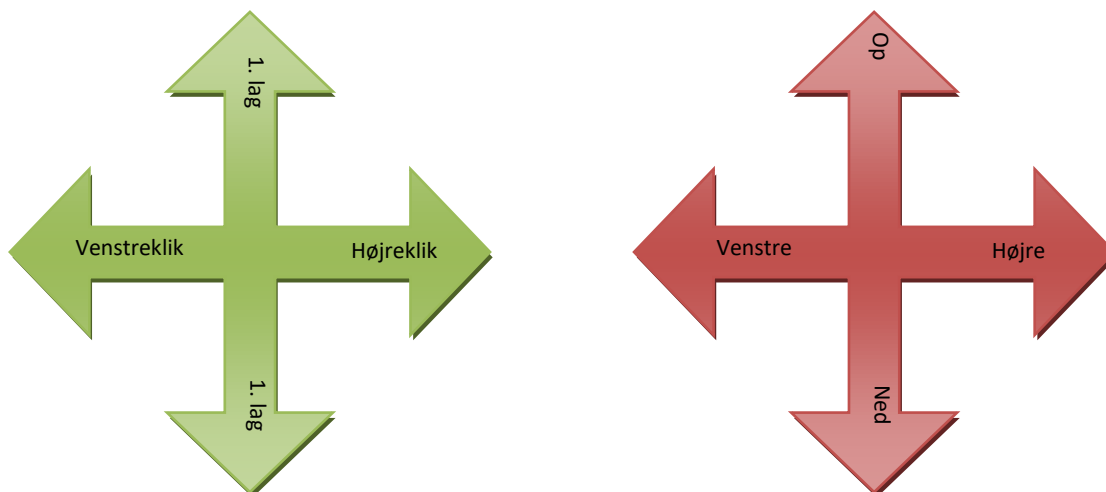 1. lag
Venstreklik
Højreklik
1. lag
Op
Venstre
Højre
Ned